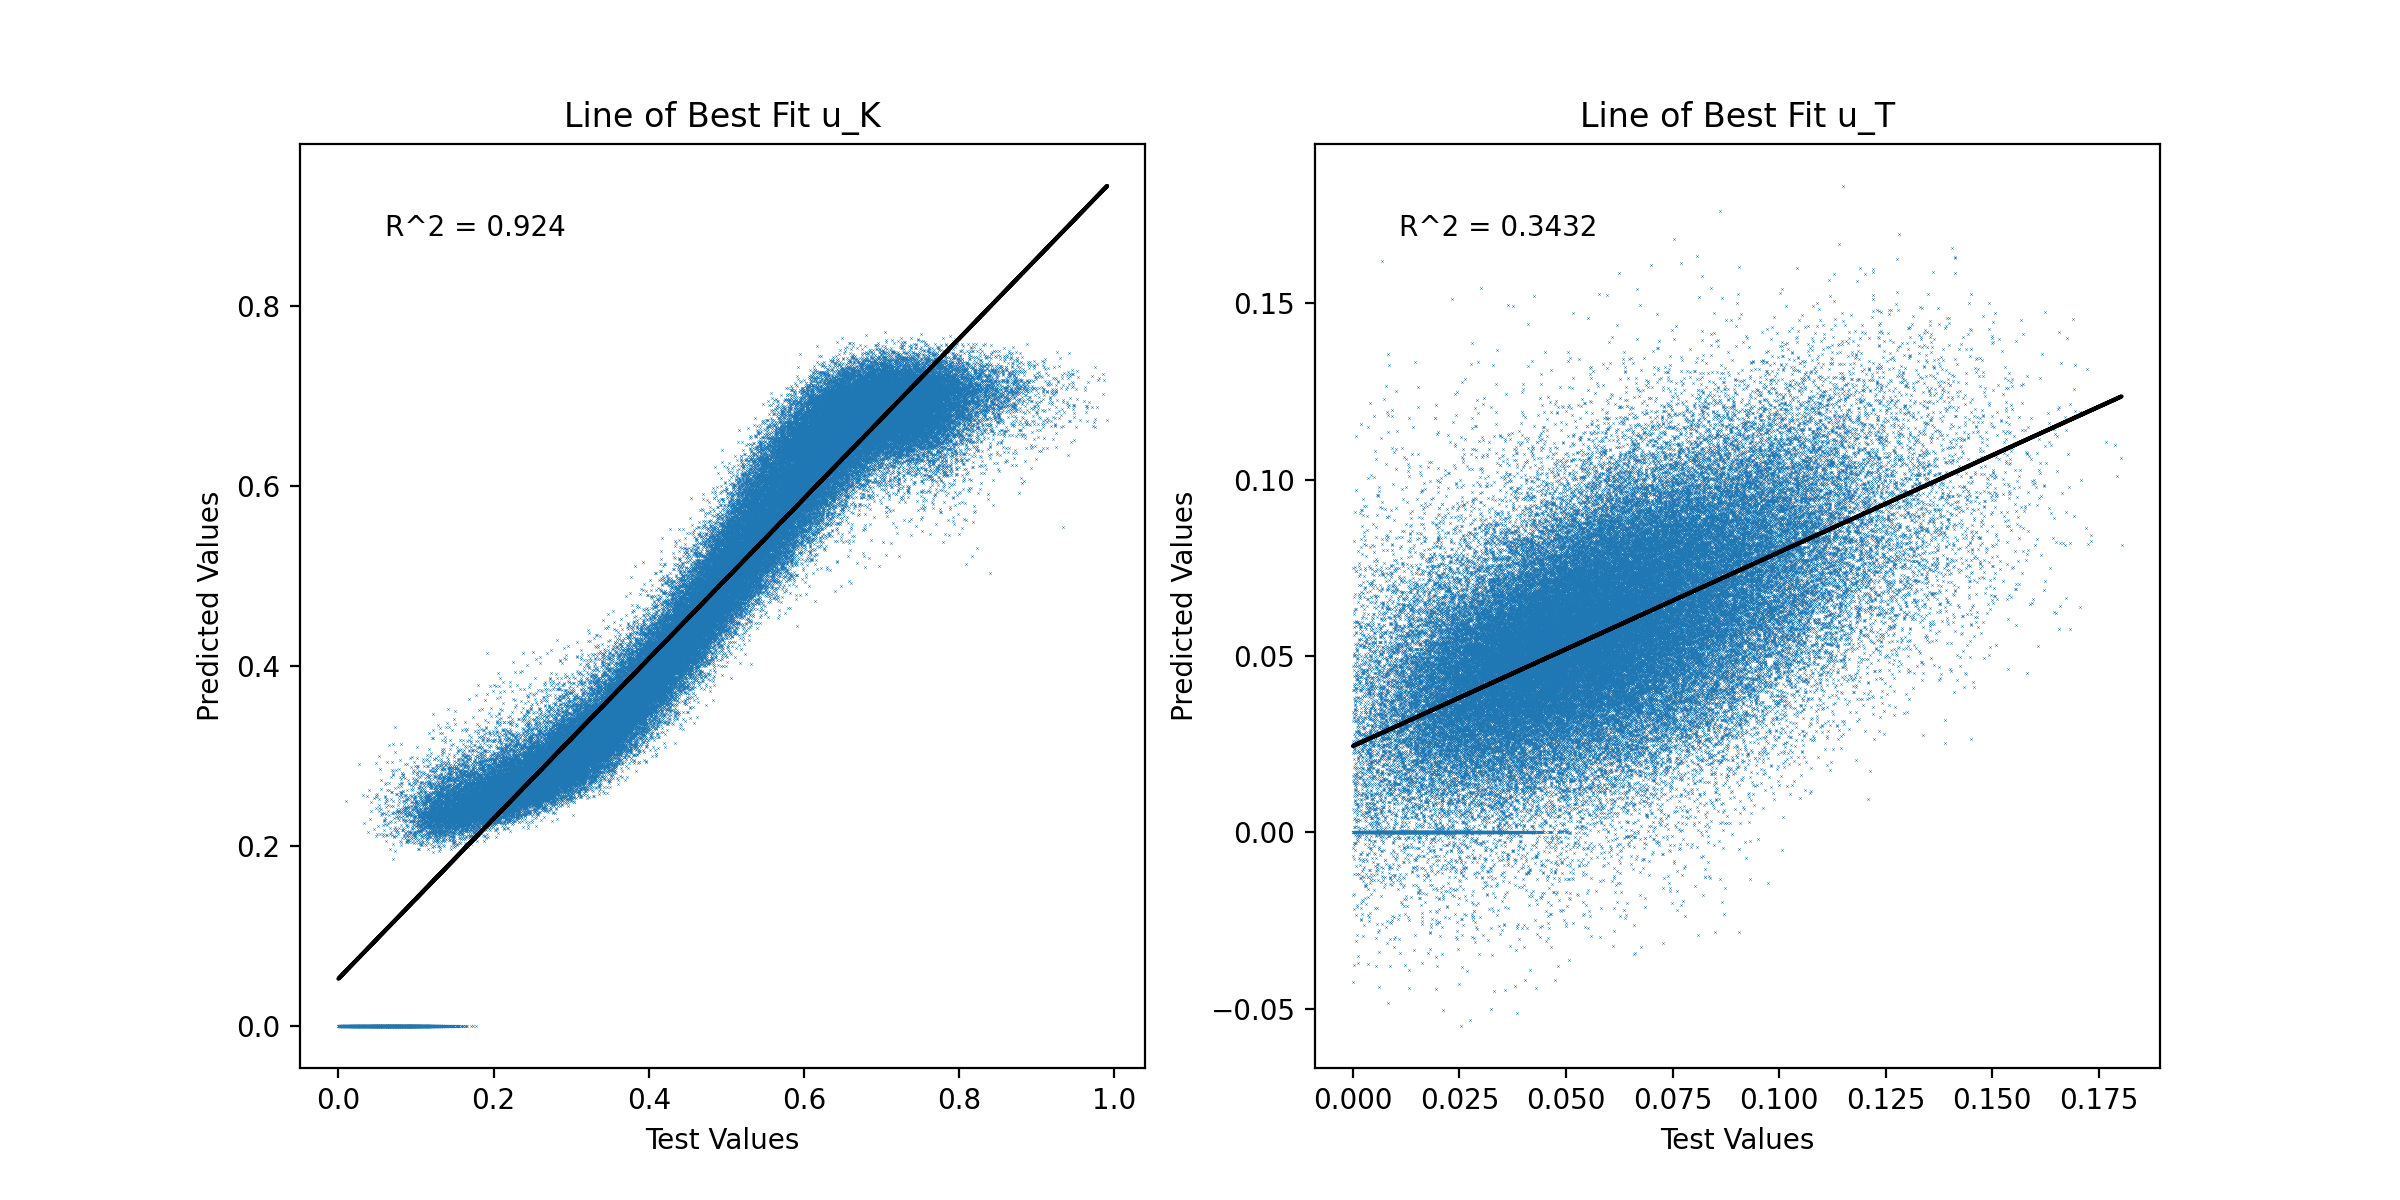 Line of Best Fit u_K
R^2 = 0.924
0.8
0.6
0.4
0.2
0.0
Predicted Values
0.0 0.2 0.4 0.6 0.8 1.0
Test Values
Line of Best Fit u_T
R^2 = 0.3432
0.15
0.10
0.05
0.00
−0.05
Predicted Values
0.000 0.025 0.050 0.075 0.100 0.125 0.150 0.175
Test Values